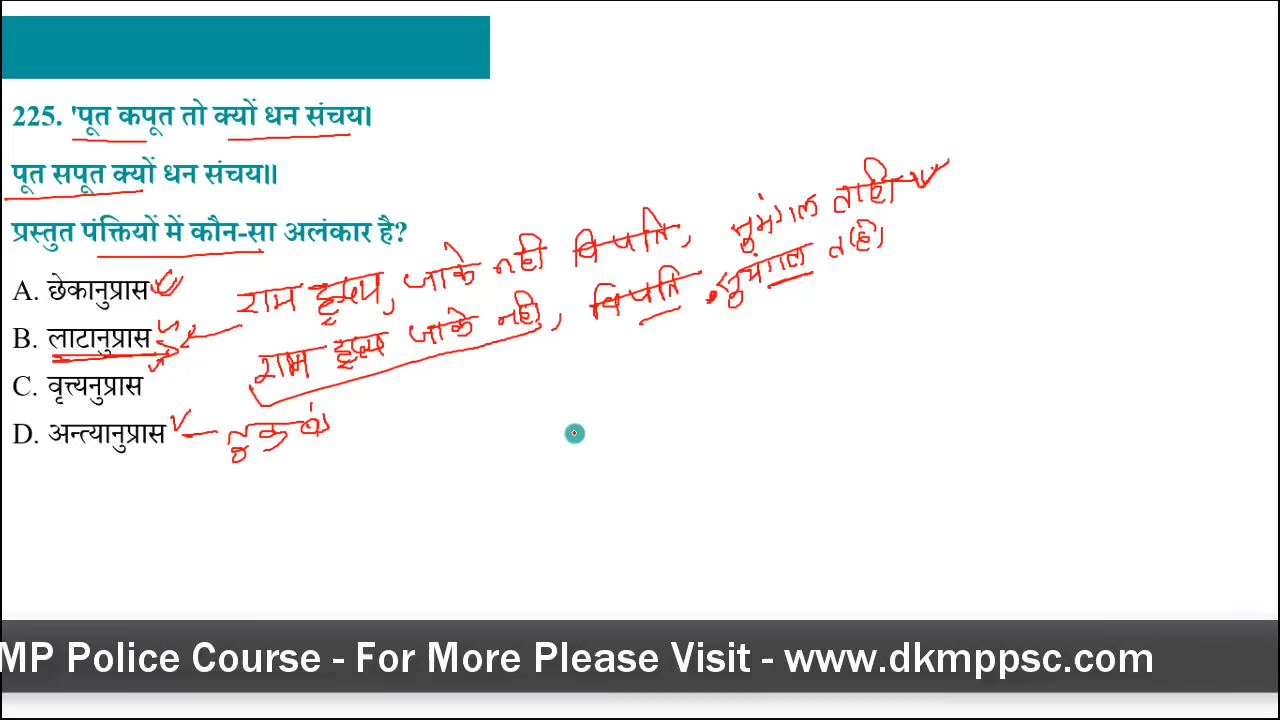 225. 'पूत कपूत तो क्यों धन संचय।
पूत सपूत क्यों धन संचय॥
प्रस्तुत पंक्तियों में कौन-सा अलंकार है?
A. छेकानुप्रास
B. लाटानुप्रास
C. वृत्त्यनुप्रास
D. अन्त्यानुप्रास
राम हृदय, जाके नही विपति, सुमंगल ताही
राम हृदय जाके नही, विपति सुमंगल
MP Police Course - For More Please Visit - www.dkmppsc.com